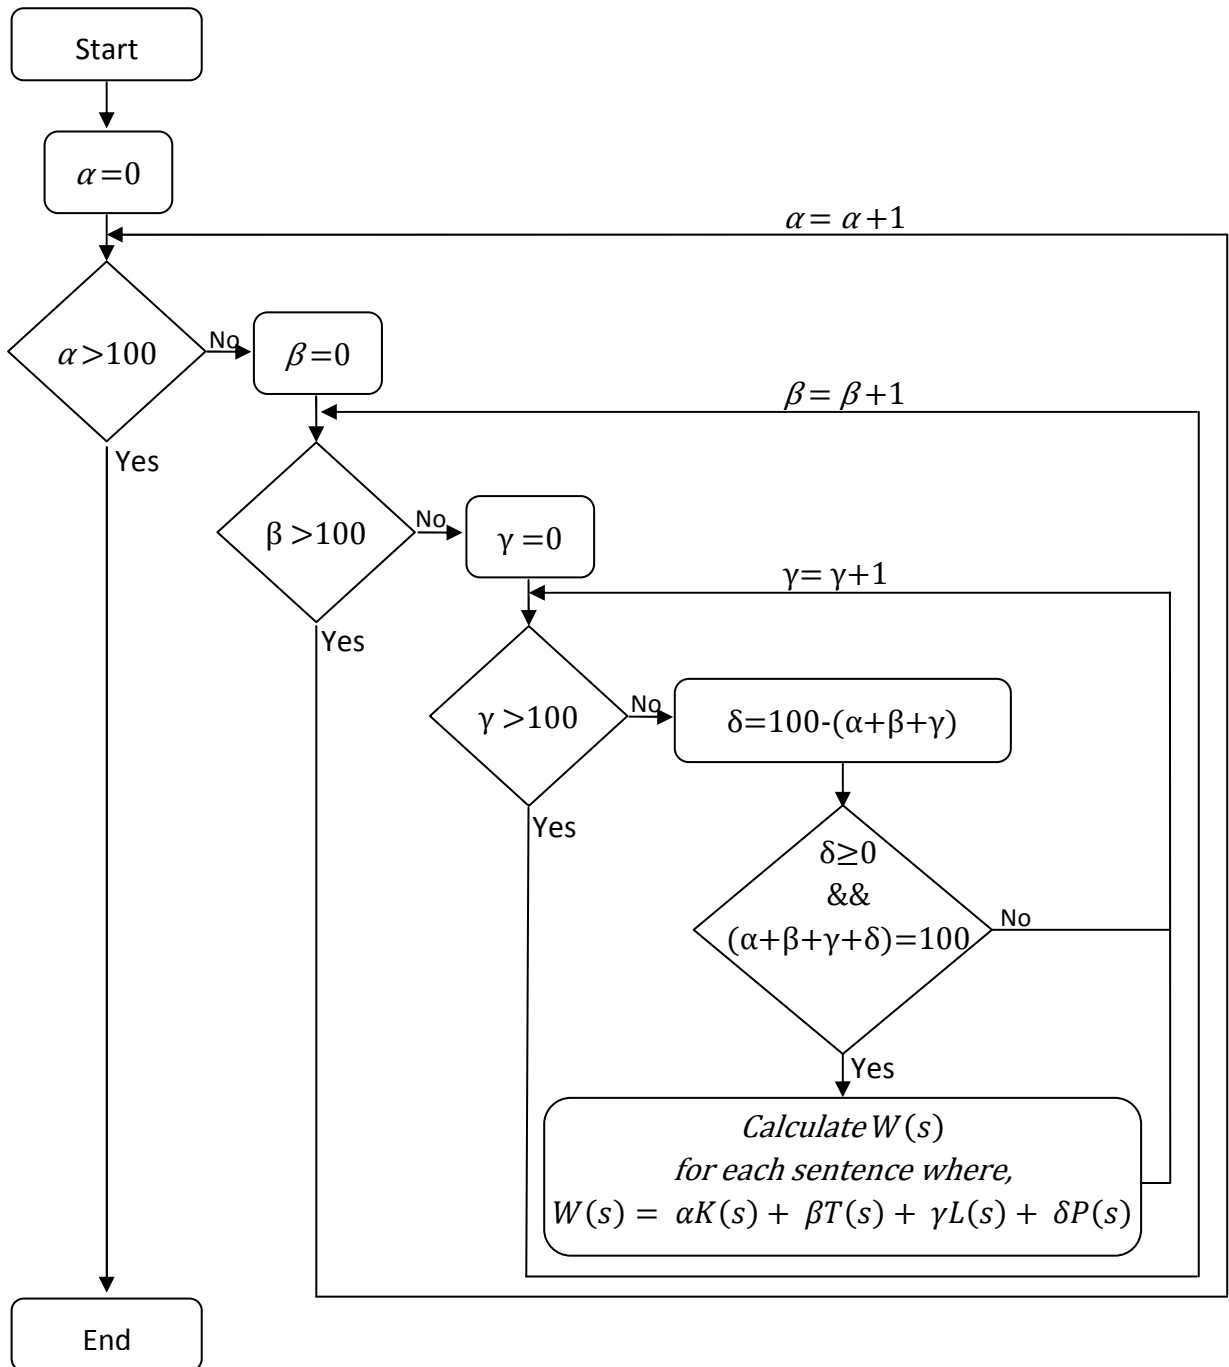 Start
α=0
α= α+1
α>100
No
β=0
β= β+1
Yes
β >100
No
γ =0
γ= γ+1
Yes
γ >100
No
δ=100-(α+β+γ)
Yes
δ≥0
&&
(α+β+γ+δ)=100
No
Yes
Calculate W(s)
for each sentence where,
W(s) = αK(s) + βT(s) + γL(s) + δP(s)
End